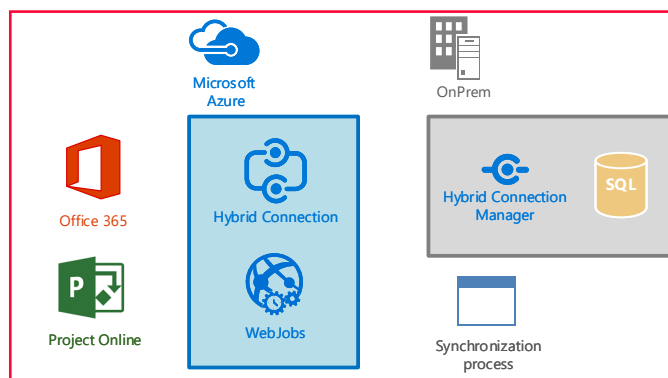 Microsoft
Azure
OnPrem
Office 365
Hybrid Connection
Hybrid Connection
Manager
SQL
P
Project Online
WebJobs
Synchronization
process